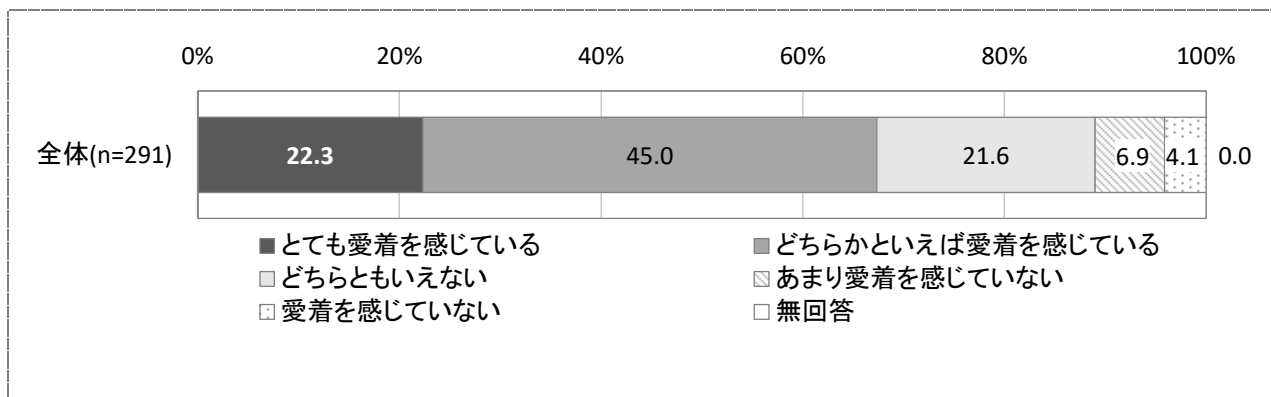 0% 20% 40% 60% 80% 100%
全体(n=291) 22.3 45.0 21.6 6.9 4.1 0.0
とても愛着を感じている どちらかといえば愛着を感じている
どちらともいえない あまり愛着を感じていない
愛着を感じていない 無回答